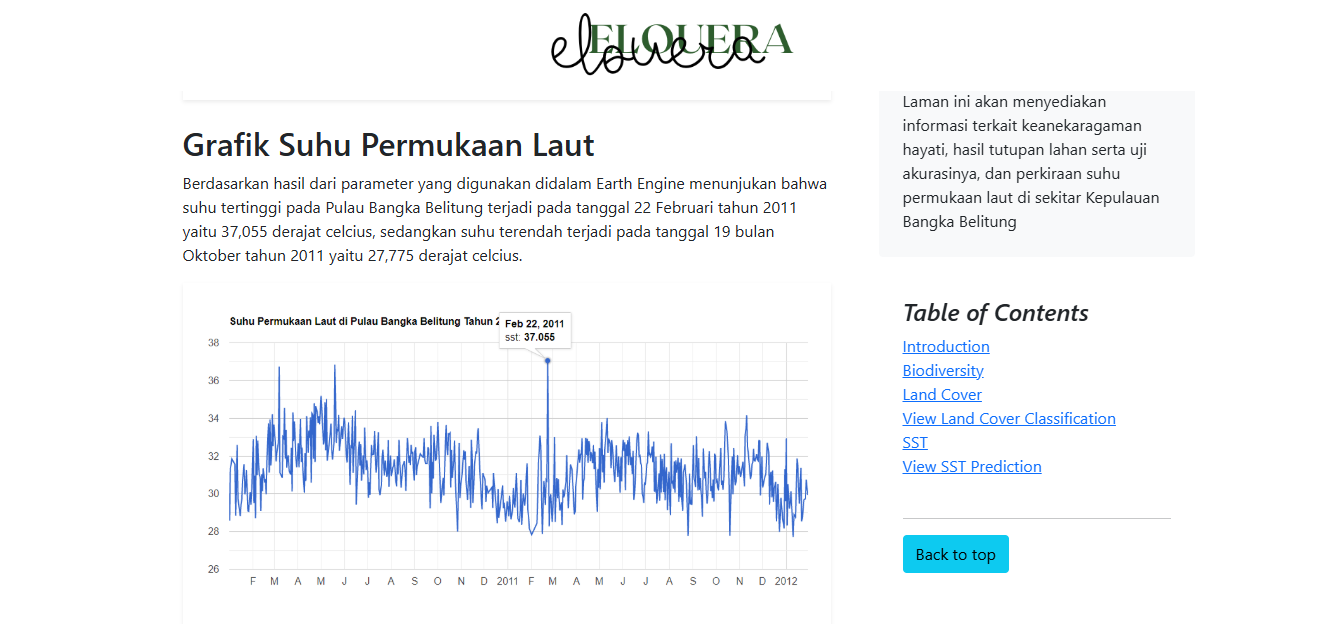 ELOUERA
elouera
Grafik Suhu Permukaan Laut
Berdasarkan hasil dari parameter yang digunakan didalam Earth Engine menunjukan bahwa
suhu tertinggi pada Pulau Bangka Belitung terjadi pada tanggal 22 Februari tahun 2011
yaitu 37,055 derajat celcius, sedangkan suhu terendah terjadi pada tanggal 19 bulan
Oktober tahun 2011 yaitu 27,775 derajat celcius.
Suhu Permukaan Laut di Pulau Bangka Belitung Tahun 2
Feb 22, 2011
sst: 37.055
38
36
34
32
30
28
26
F M A M J J A S O N D 2011 F M A M J J A S O N D 2012
Laman ini akan menyediakan
informasi terkait keanekaragaman
hayati, hasil tutupan lahan serta uji
akurasinya, dan perkiraan suhu
permukaan laut di sekitar Kepulauan
Bangka Belitung
Table of Contents
Introduction
Biodiversity
Land Cover
View Land Cover Classification
SST
View SST Prediction
Back to top